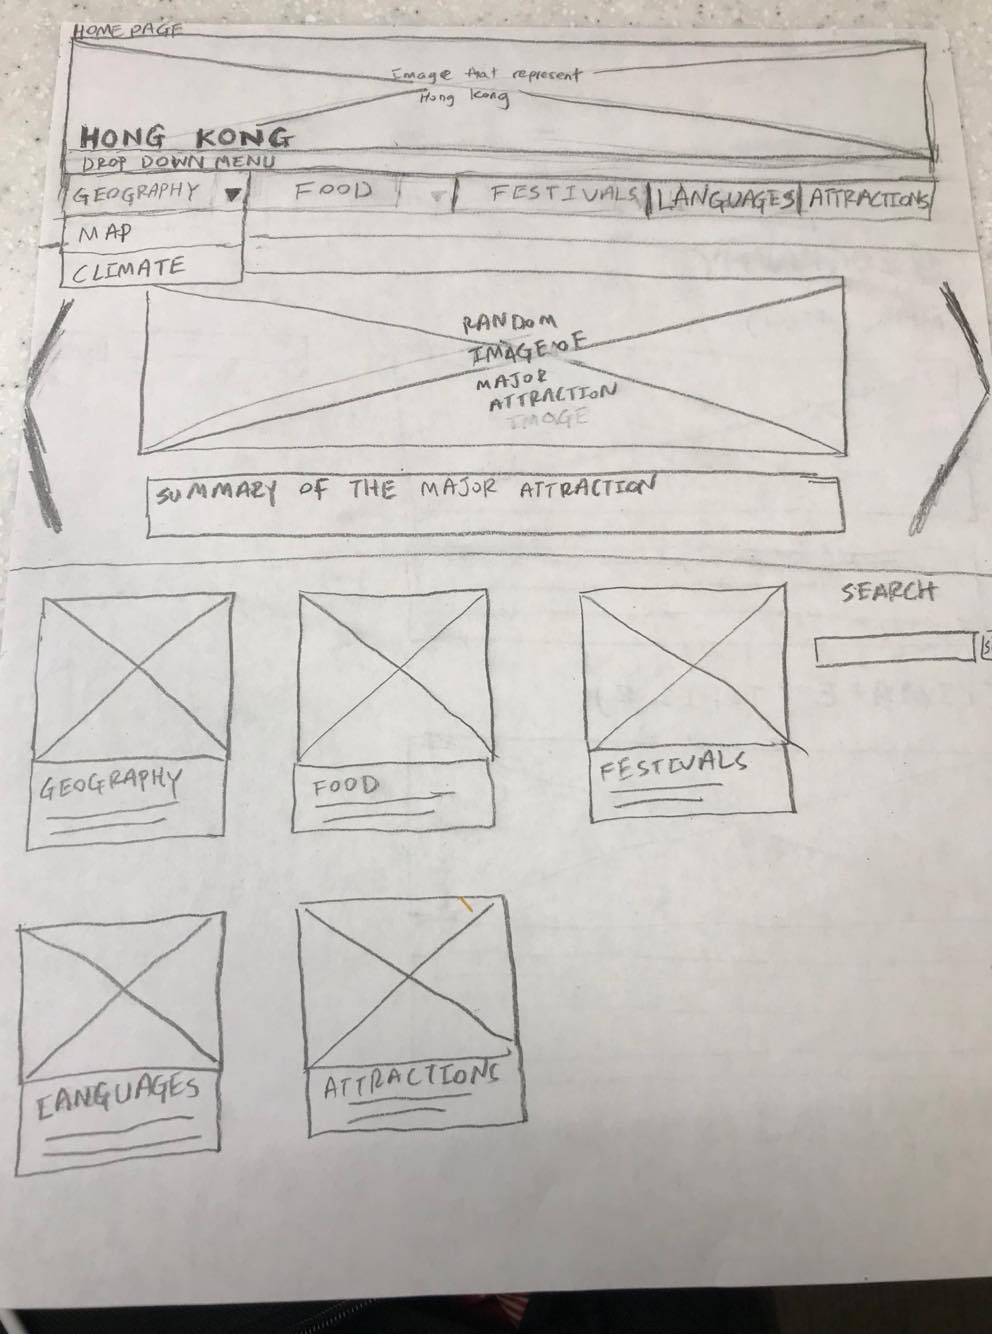 HOME PAGE
Image that represent
Hong Kong
HONG KONG
DROP DOWN MENU
GEOGRAPHY
FOOD
FESTIVALS
LANGUAGES
ATTRACTIONS
MAP
CLIMATE
RANDOM
IMAGE OF
MAJOR
ATTRACTION
IMAGE
SUMMARY OF THE MAJOR ATTRACTION
SEARCH
S
GEOGRAPHY
FOOD
FESTIVALS
LANGUAGES
ATTRACTIONS